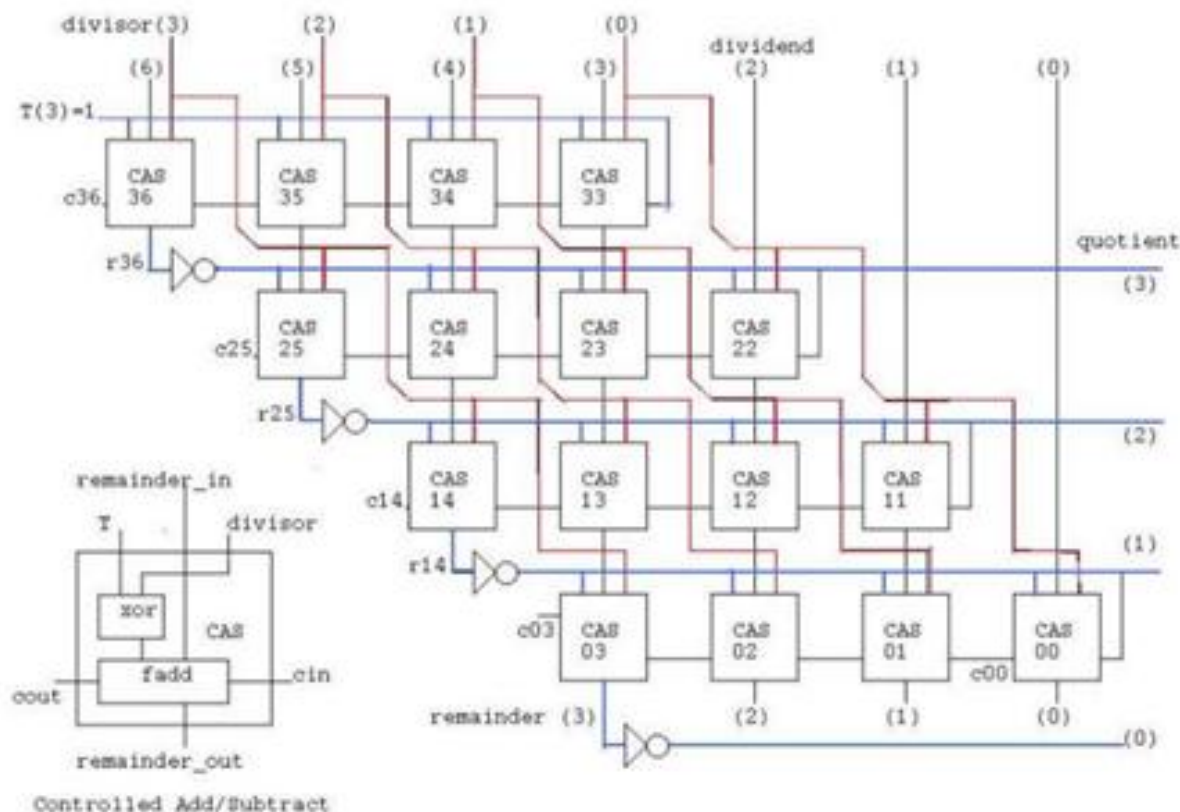 divisor(3) (2) (1) (0)
dividend
(6) (5) (4) (3) (2) (1) (0)
T(3)=1
CAS 36
CAS 35
CAS 34
CAS 33
c36
r36
quotient
(3)
CAS 25
CAS 24
CAS 23
CAS 22
c25
r25
(2)
CAS 14
CAS 13
CAS 12
CAS 11
c14
r14
(1)
CAS 03
CAS 02
CAS 01
CAS 00
c03
c00
remainder (3) (2) (1) (0)
(0)
remainder_in
T
divisor
xor
CAS
fadd
cout
cin
remainder_out
Controlled Add/Subtract